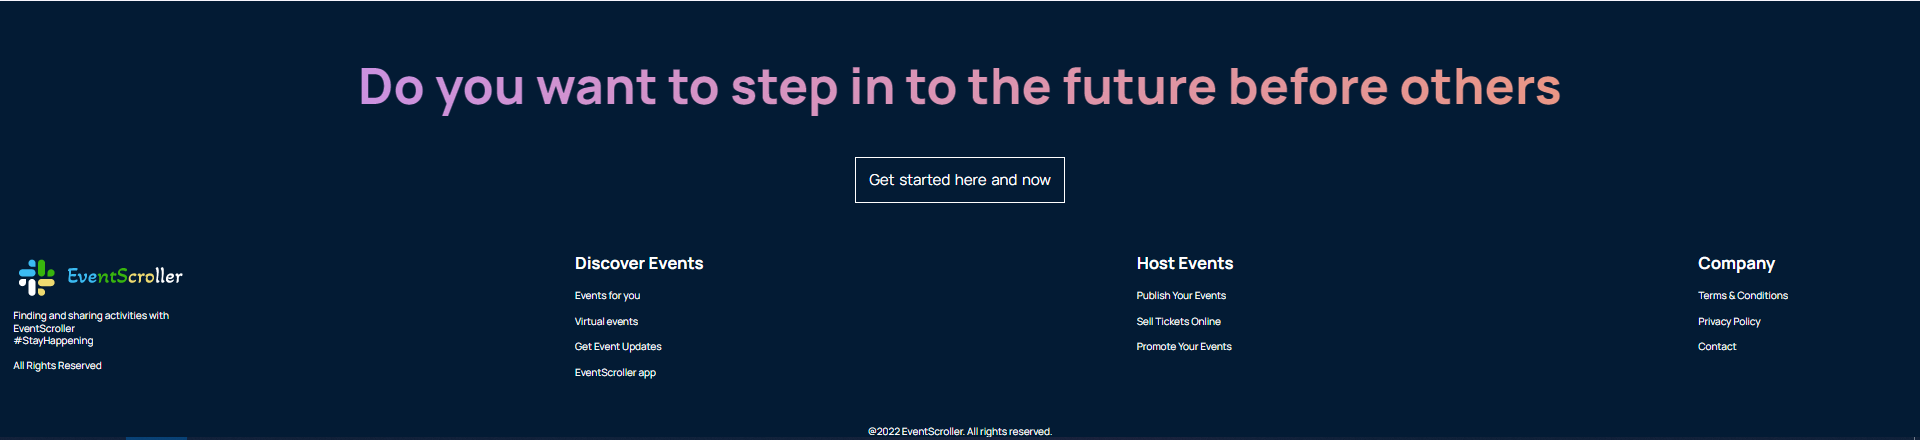 Do you want to step in to the future before others
Get started here and now
EventScroller
Finding and sharing activities with
EventScroller
#StayHappening
All Rights Reserved
Discover Events
Events for you
Virtual events
Get Event Updates
EventScroller app
Host Events
Publish Your Events
Sell Tickets Online
Promote Your Events
Company
Terms & Conditions
Privacy Policy
Contact
@2022 EventScroller. All rights reserved.